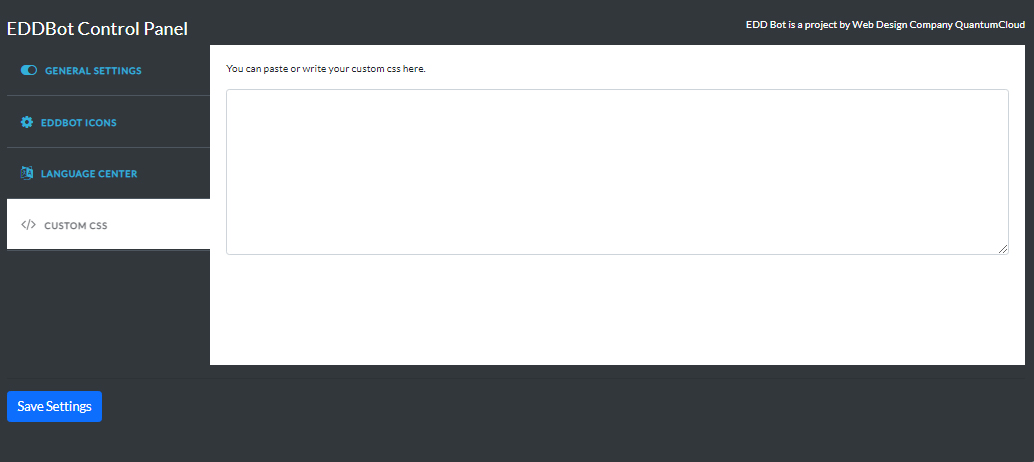 EDDBot Control Panel
EDD Bot is a project by Web Design Company QuantumCloud
GENERAL SETTINGS
EDDBOT ICONS
LANGUAGE CENTER
CUSTOM CSS
You can paste or write your custom css here.
Save Settings